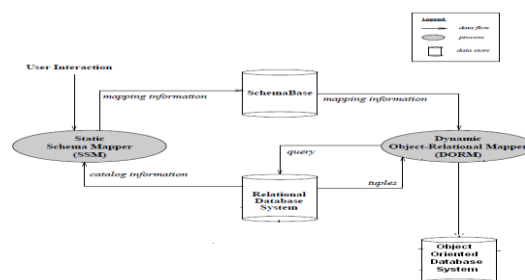 Legend
data flow
process
data store
User Interaction
mapping information
SchemaBase
mapping information
Static
Schema Mapper
(SSM)
Dynamic
Object-Relational Mapper
(DORM)
query
catalog information
Relational
Database
System
tuples
Object
Oriented
Database
System